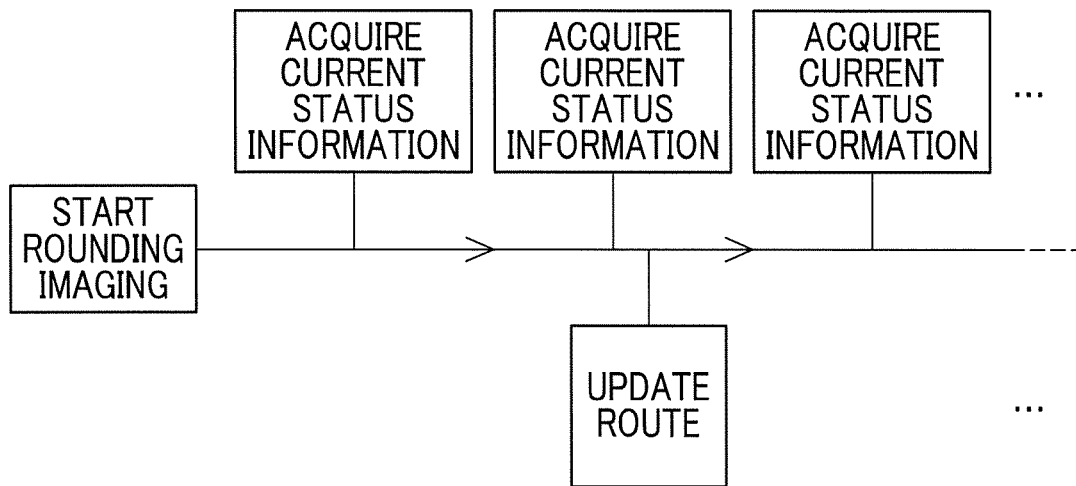 ACQUIRE
CURRENT
STATUS
INFORMATION
ACQUIRE
CURRENT
STATUS
INFORMATION
ACQUIRE
CURRENT
STATUS
INFORMATION
...
START
ROUNDING
IMAGING
UPDATE
ROUTE
...